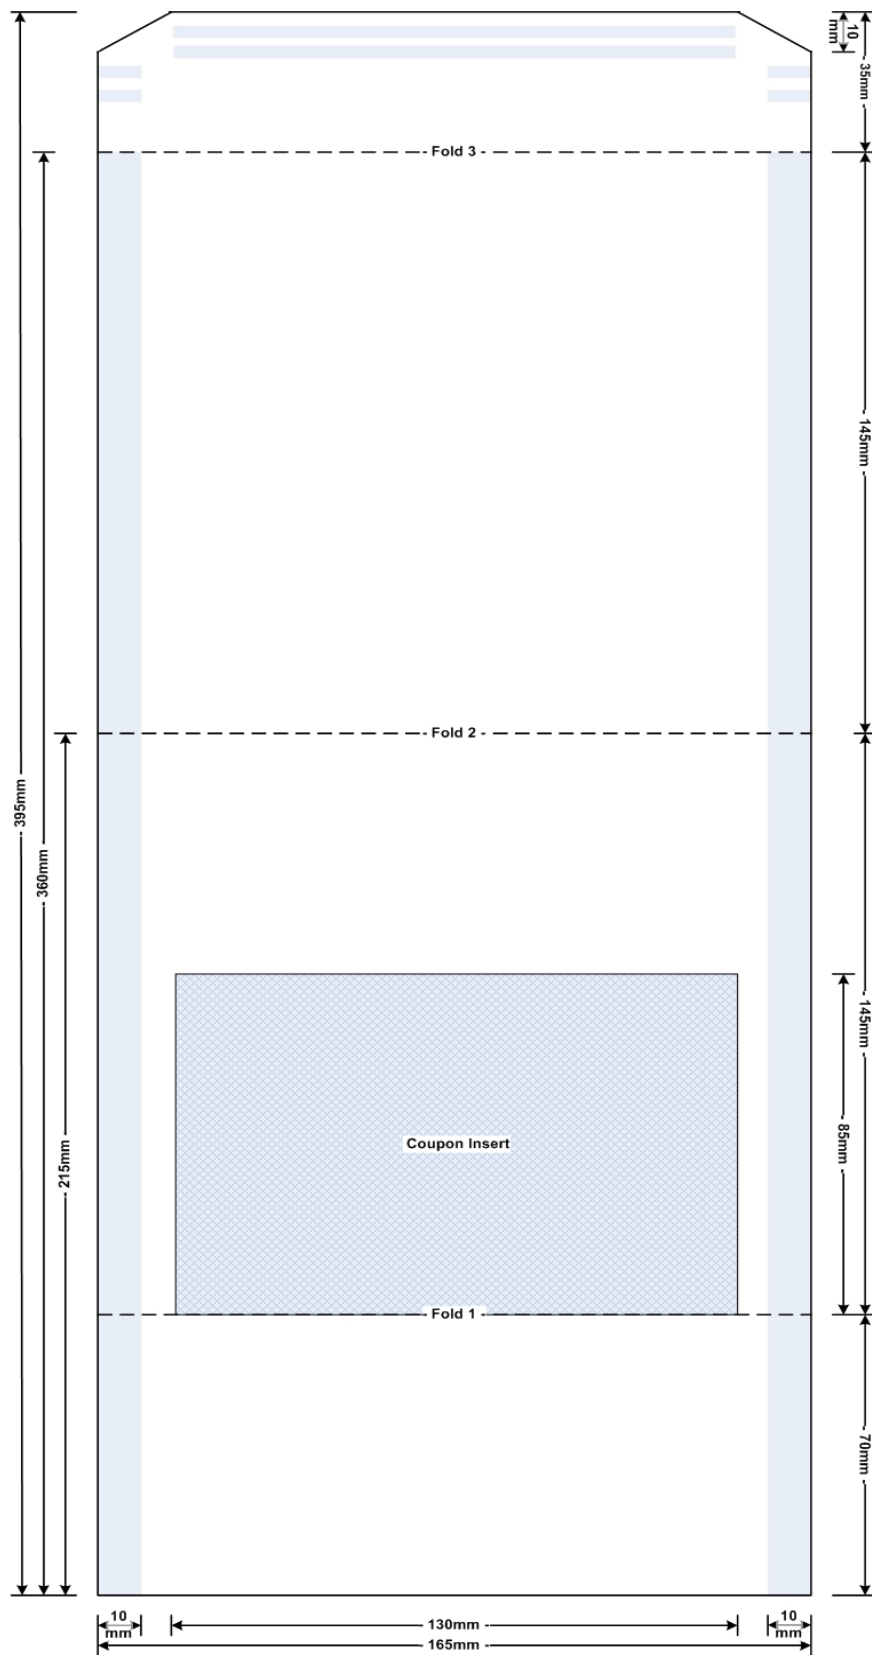 10
mm
35mm
- Fold 3 -
- 145mm -
- Fold 2 -
- 395mm -
- 360mm -
- 215mm -
- 145mm -
- 85mm -
Coupon Insert
- Fold 1 -
- 70mm -
10
mm
- 130mm -
10
mm
- 165mm -